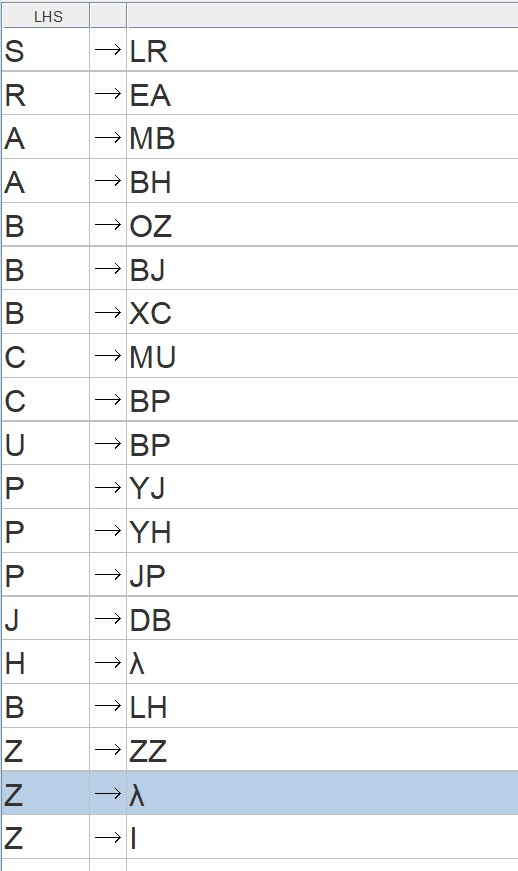 LHS
S → LR
R → EA
A → MB
A → BH
B → OZ
B → BJ
B → XC
C → MU
C → BP
U → BP
P → YJ
P → YH
P → JP
J → DB
H → λ
B → LH
Z → ZZ
Z → λ
Z → I